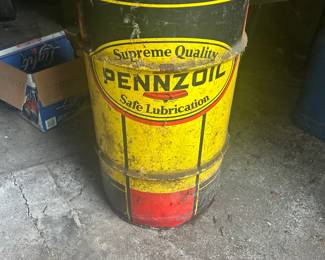 Supreme Quality
PENNZOIL
Safe Lubrication